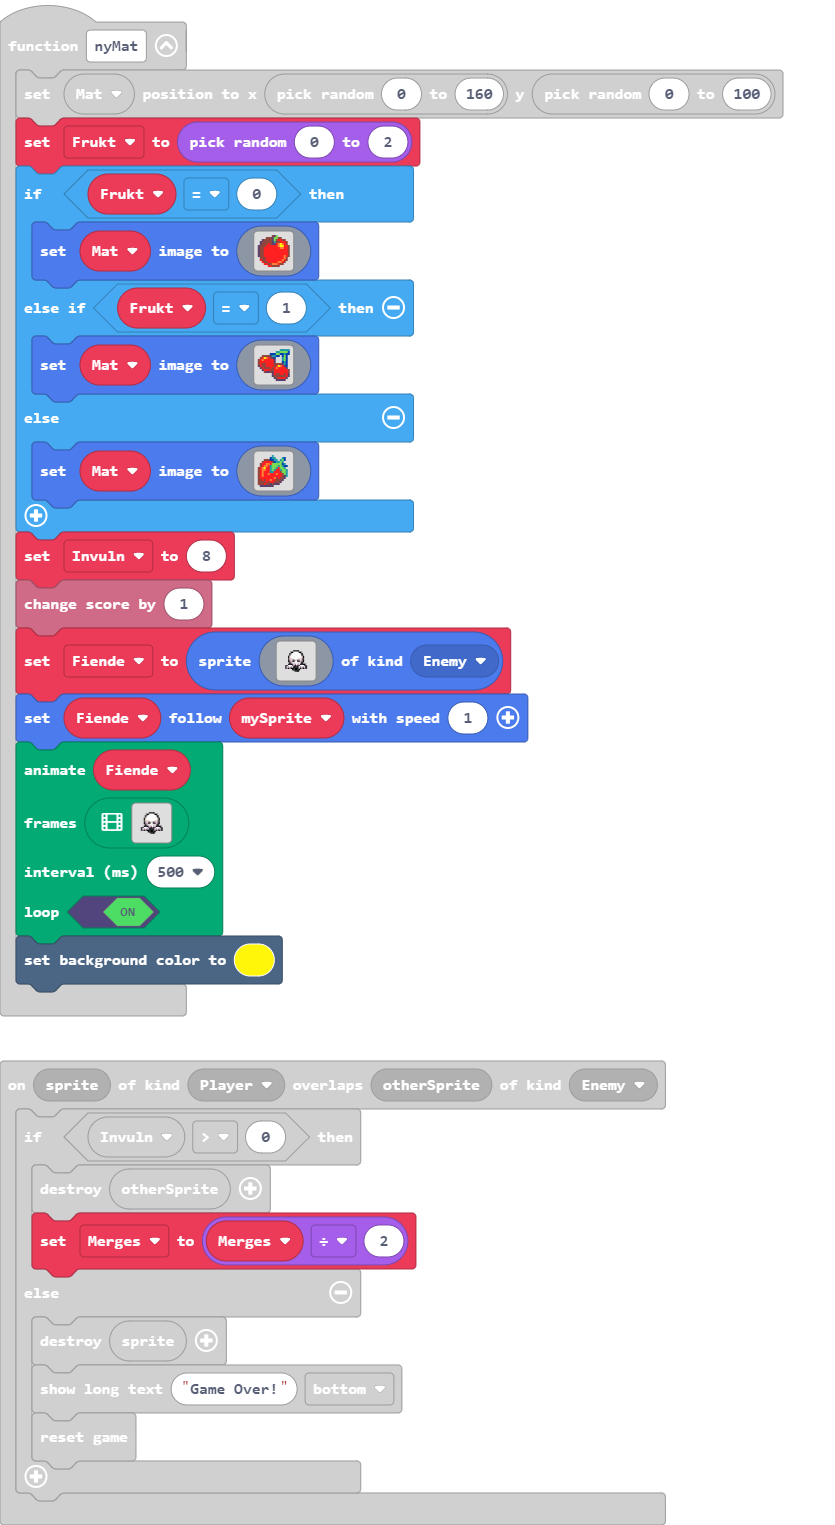 function nyMat
set Mat position to x pick random 0 to 160 y pick random 0 to 100
set Frukt to pick random 0 to 2
if Frukt = 0 then
set Mat image to
else if Frukt = 1 then
set Mat image to
else
set Mat image to
set Invuln to 8
change score by 1
set Fiende to sprite of kind Enemy
set Fiende follow mySprite with speed 1
animate Fiende
frames
interval (ms) 500
loop ON
set background color to
on sprite of kind Player overlaps otherSprite of kind Enemy
if Invuln > 0 then
destroy otherSprite
set Merges to Merges ÷ 2
else
destroy sprite
show long text "Game Over!" bottom
reset game